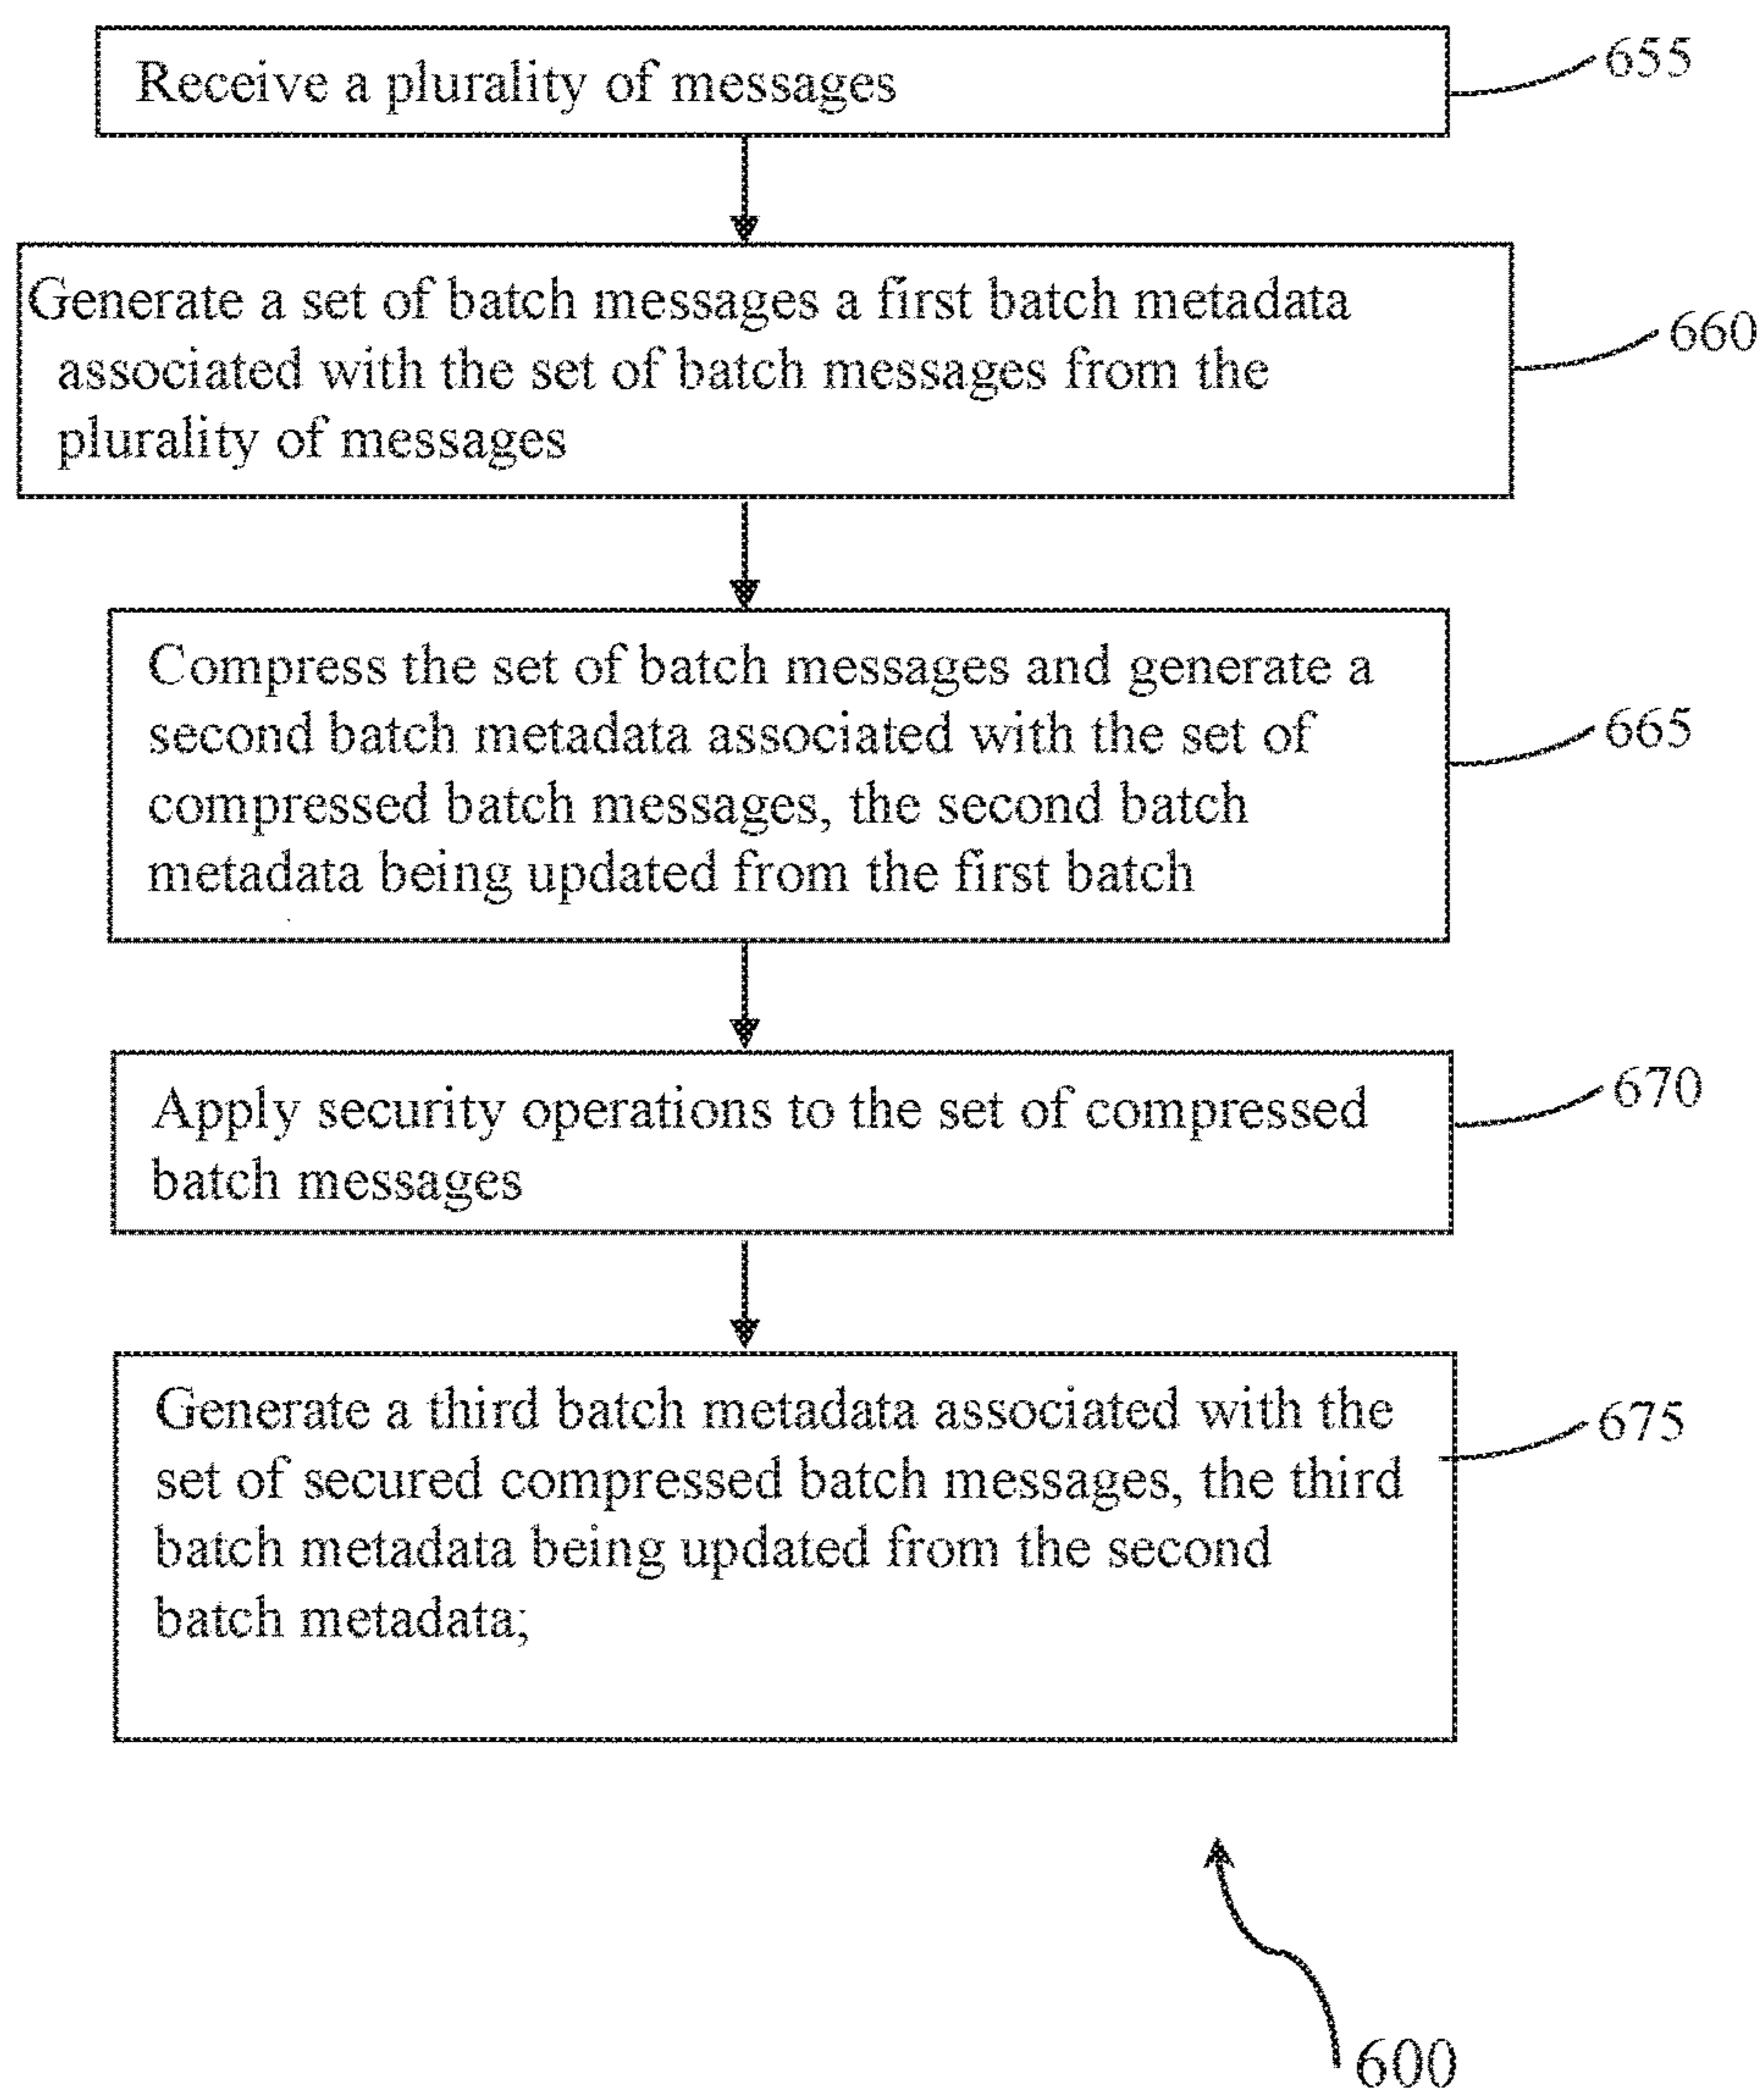 Receive a plurality of messages
655
Generate a set of batch messages a first batch metadata
associated with the set of batch messages from the
plurality of messages
660
Compress the set of batch messages and generate a
second batch metadata associated with the set of
compressed batch messages, the second batch
metadata being updated from the first batch
665
Apply security operations to the set of compressed
batch messages
670
Generate a third batch metadata associated with the
set of secured compressed batch messages, the third
batch metadata being updated from the second
batch metadata;
675
600